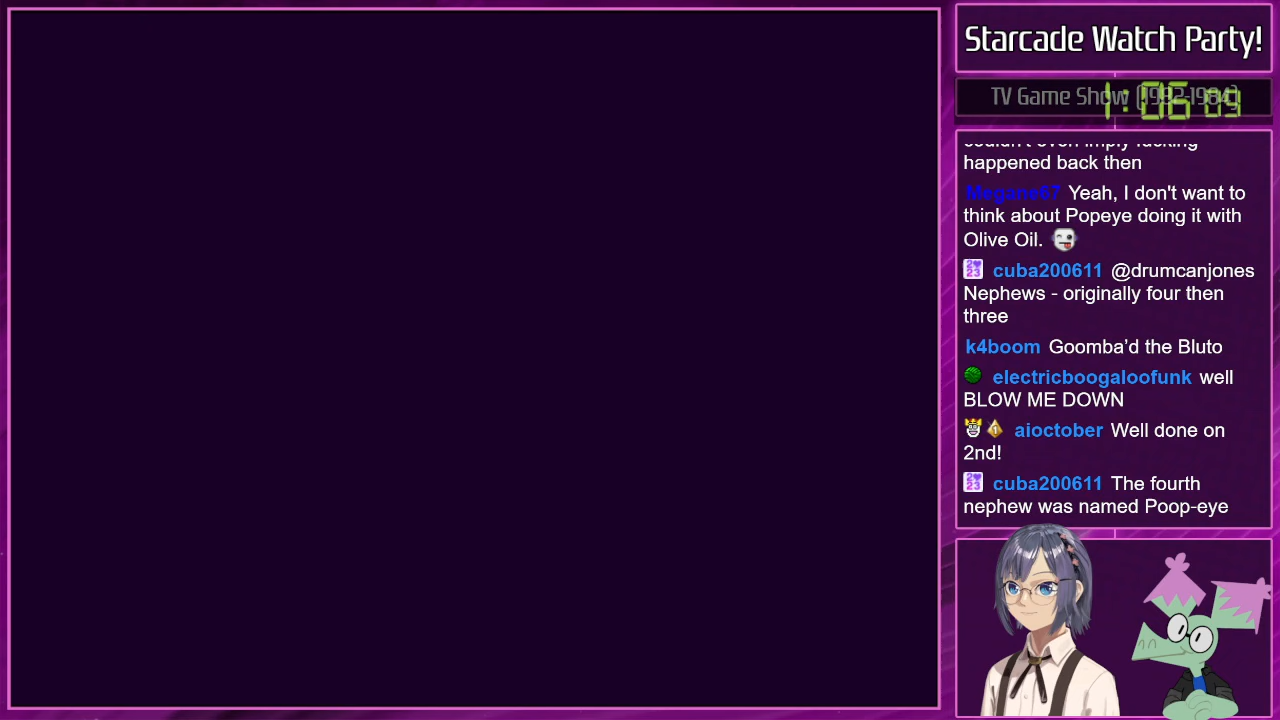 Starcade Watch Party!
TV Game Show (1982-1984)
1:06 09
happened back then
Megane67 Yeah, I don't want to
think about Popeye doing it with
Olive Oil.
cuba200611 @drumcanjones
Nephews - originally four then
three
k4boom Goomba’d the Bluto
electricboogaloofunk well
BLOW ME DOWN
aioctober Well done on
2nd!
cuba200611 The fourth
nephew was named Poop-eye